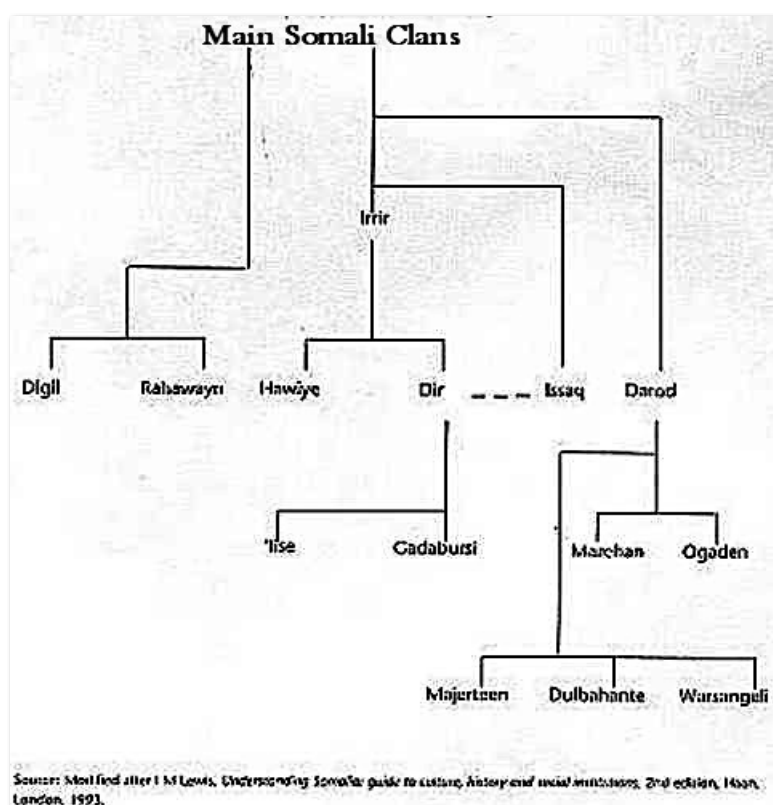 Main Somali Clans
Irrir
Digil Rahawayn Hawiye Dir Issaq Darod
'Iise Gadabursi Marehan Ogaden
Majerteen Dulbahante Warsangeli
Source: Modified after I M Lewis, Understanding Somalia: guide to culture, history and social institutions, 2nd edition, Haan,
London, 1993.